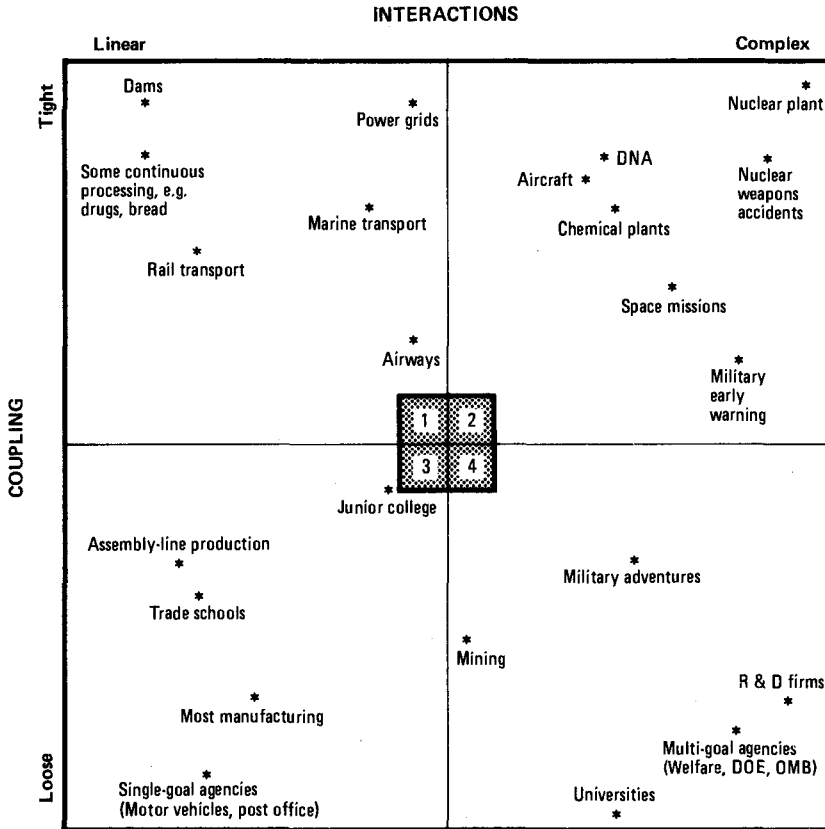 INTERACTIONS
Linear
Complex
Tight
COUPLING
Loose
Dams
*
Power grids
*
Nuclear plant
*
Some continuous
processing, e.g.
drugs, bread
*
Marine transport
*
Rail transport
*
Airways
*
* DNA
Aircraft *
Chemical plants
*
Nuclear
weapons
accidents
*
Space missions
*
Military
early
warning
*
1 2
3 4
Junior college
*
Assembly-line production
*
Trade schools
*
Most manufacturing
*
Single-goal agencies
(Motor vehicles, post office)
*
Military adventures
*
Mining
*
R & D firms
*
Multi-goal agencies
(Welfare, DOE, OMB)
*
Universities
*